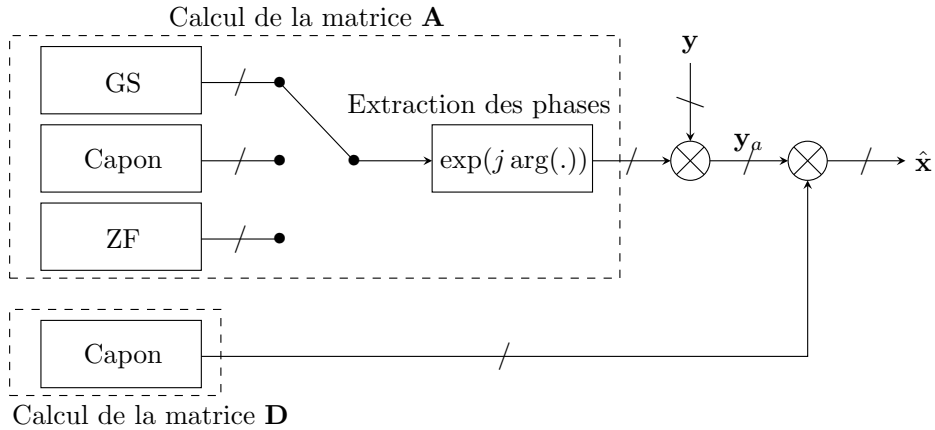 Calcul de la matrice A
GS
Capon
ZF
Extraction des phases
exp(j arg(.))
y
y_a
x̂
Capon
Calcul de la matrice D